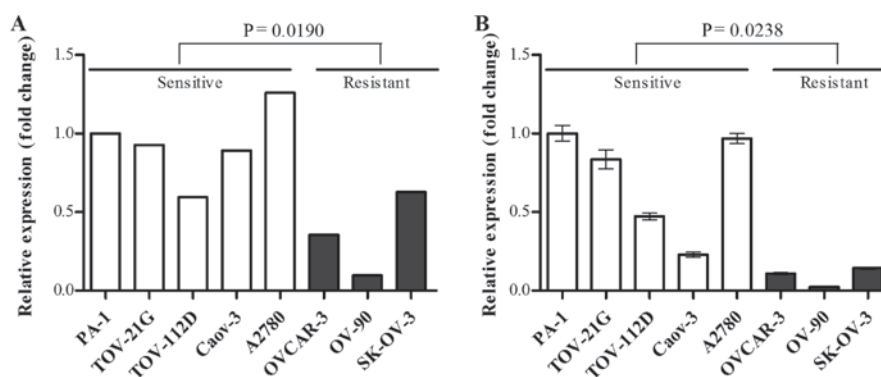 A
P = 0.0190
Relative expression (fold change)
1.5
1.0
0.5
0.0
Sensitive
Resistant
PA-1
TOV-21G
TOV-112D
Caov-3
A2780
OVCAR-3
OV-90
SK-OV-3
B
P = 0.0238
Relative expression (fold change)
1.5
1.0
0.5
0.0
Sensitive
Resistant
PA-1
TOV-21G
TOV-112D
Caov-3
A2780
OVCAR-3
OV-90
SK-OV-3